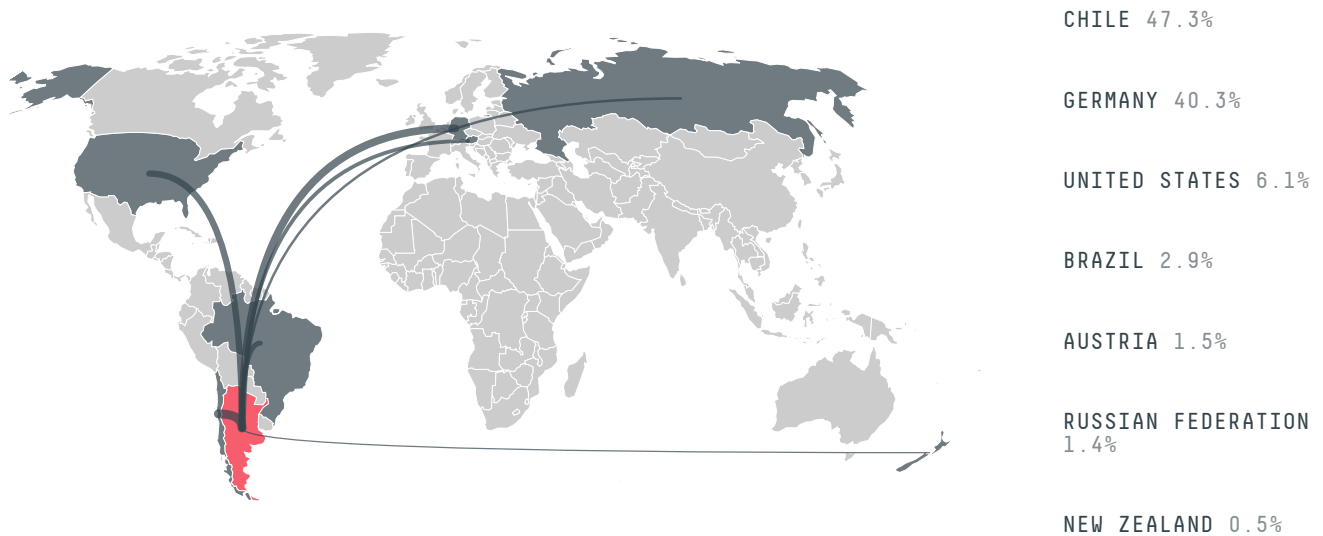 CHILE 47.3%
GERMANY 40.3%
UNITED STATES 6.1%
BRAZIL 2.9%
AUSTRIA 1.5%
RUSSIAN FEDERATION
1.4%
NEW ZEALAND 0.5%